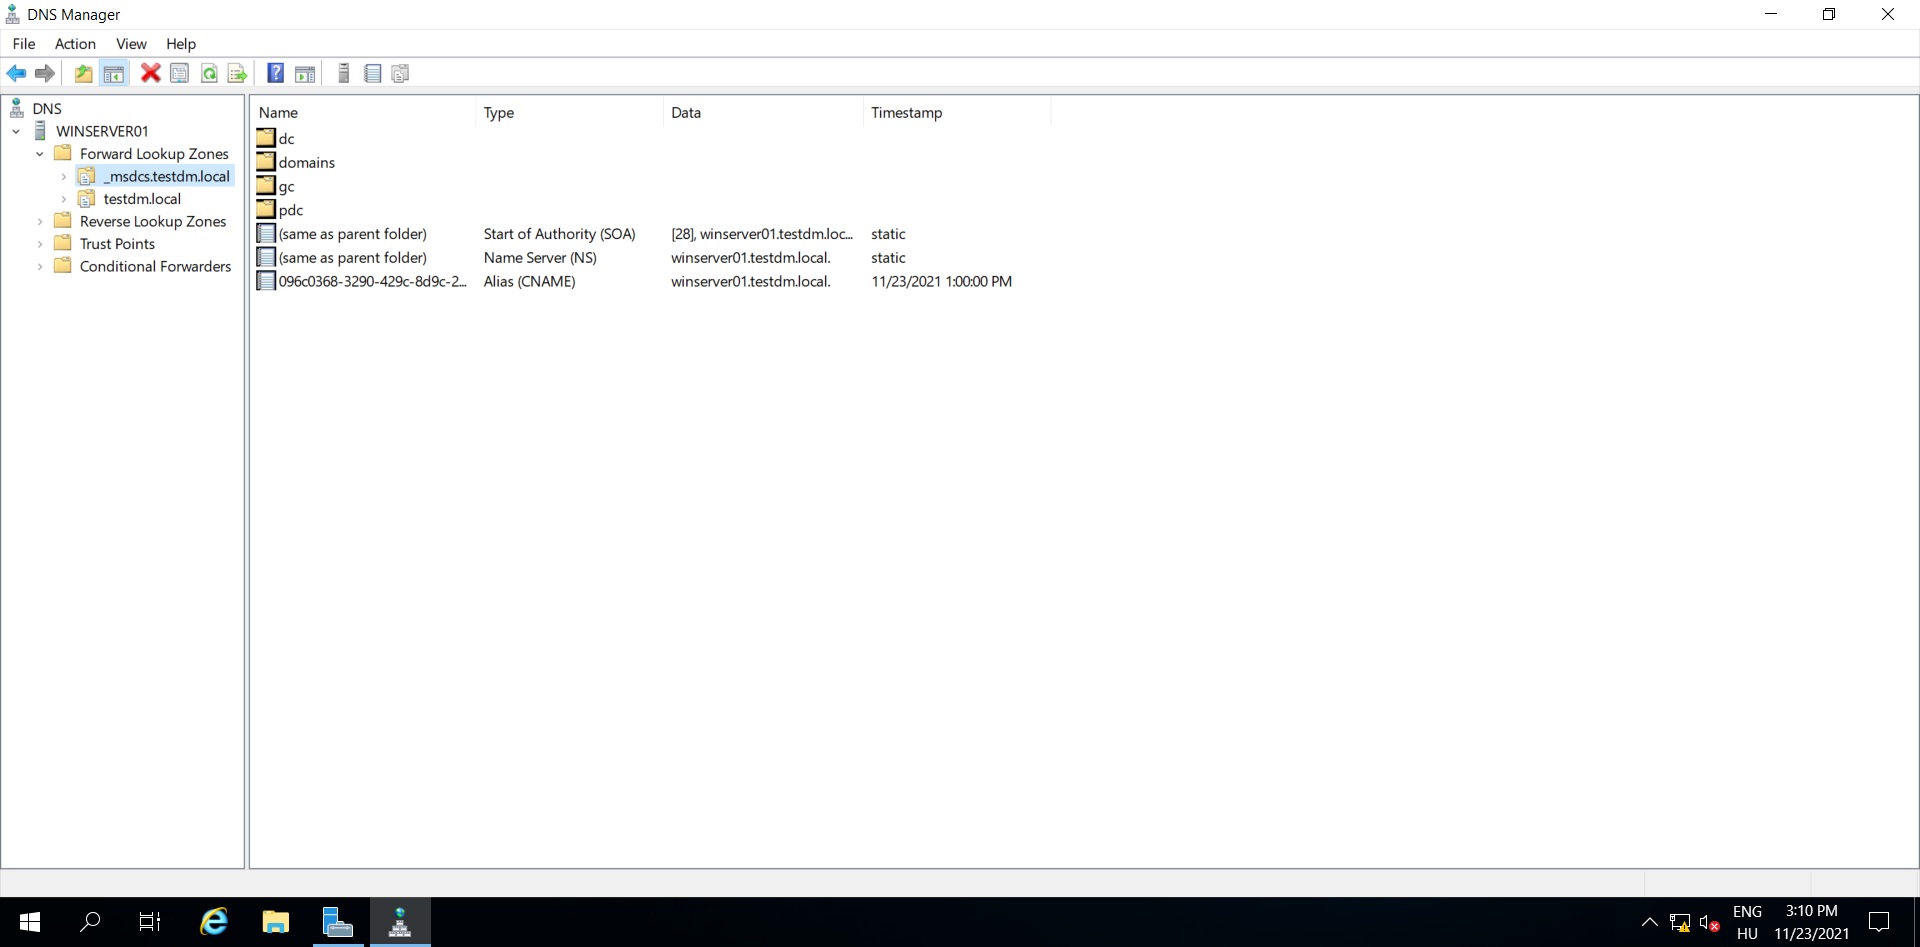 DNS Manager
File Action View Help
DNS
WINSERVER01
Forward Lookup Zones
_msdcs.testdm.local
testdm.local
Reverse Lookup Zones
Trust Points
Conditional Forwarders
Name Type Data Timestamp
dc
domains
gc
pdc
(same as parent folder) Start of Authority (SOA) [28], winserver01.testdm.loc... static
(same as parent folder) Name Server (NS) winserver01.testdm.local. static
096c0368-3290-429c-8d9c-2... Alias (CNAME) winserver01.testdm.local. 11/23/2021 1:00:00 PM
ENG 3:10 PM
HU 11/23/2021